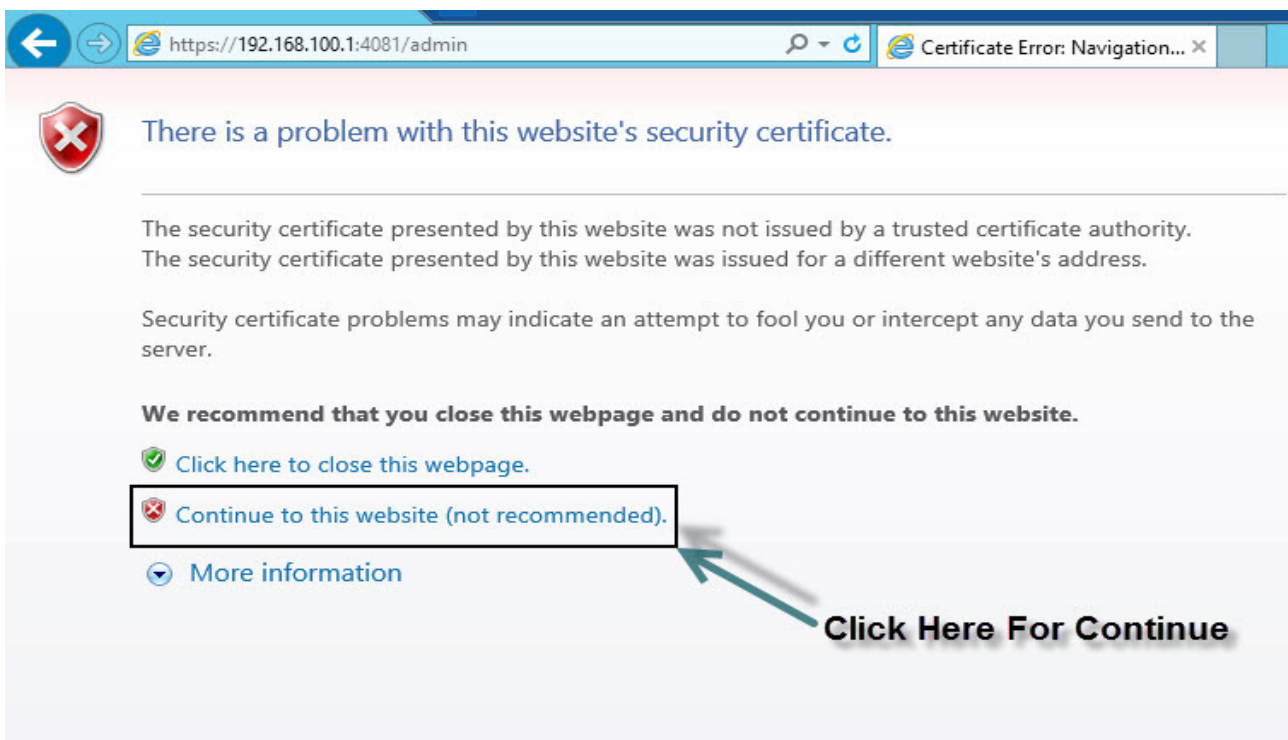 https://192.168.100.1:4081/admin
Certificate Error: Navigation...
There is a problem with this website's security certificate.
The security certificate presented by this website was not issued by a trusted certificate authority.
The security certificate presented by this website was issued for a different website's address.
Security certificate problems may indicate an attempt to fool you or intercept any data you send to the
server.
We recommend that you close this webpage and do not continue to this website.
Click here to close this webpage.
Continue to this website (not recommended).
More information
Click Here For Continue